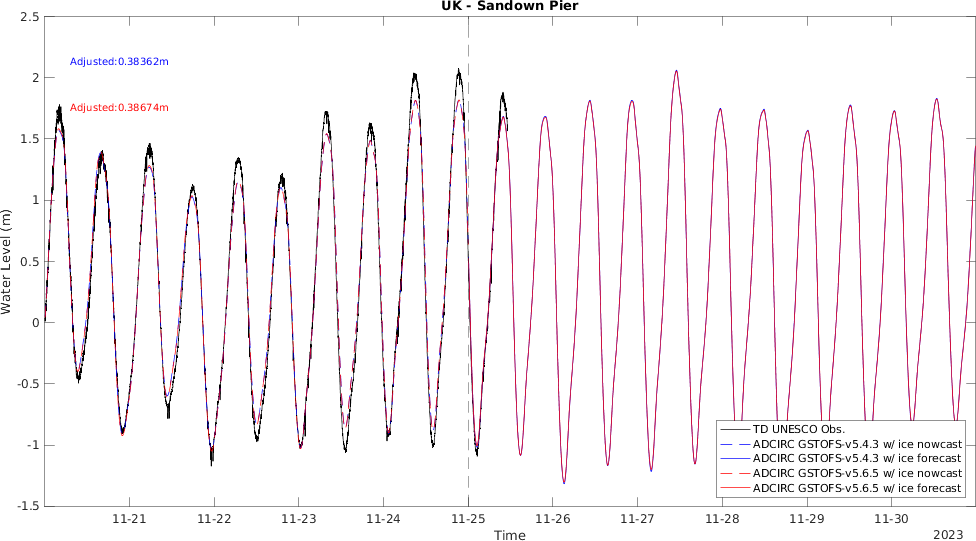 UK - Sandown Pier
Adjusted:0.38362m
Adjusted:0.38674m
Water Level (m)
2.5
2
1.5
1
0.5
0
-0.5
-1
-1.5
11-21
11-22
11-23
11-24
11-25
11-26
11-27
11-28
11-29
11-30
Time
2023
TD UNESCO Obs.
ADCIRC GSTOFS-v5.4.3 w/ ice nowcast
ADCIRC GSTOFS-v5.4.3 w/ ice forecast
ADCIRC GSTOFS-v5.6.5 w/ ice nowcast
ADCIRC GSTOFS-v5.6.5 w/ ice forecast